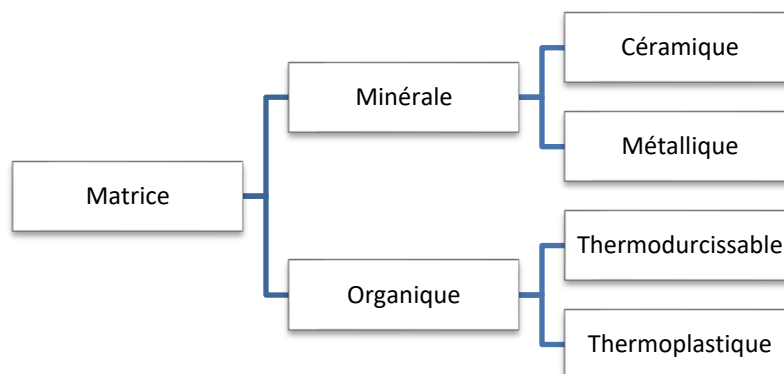 Matrice
Minérale
Céramique
Métallique
Organique
Thermodurcissable
Thermoplastique